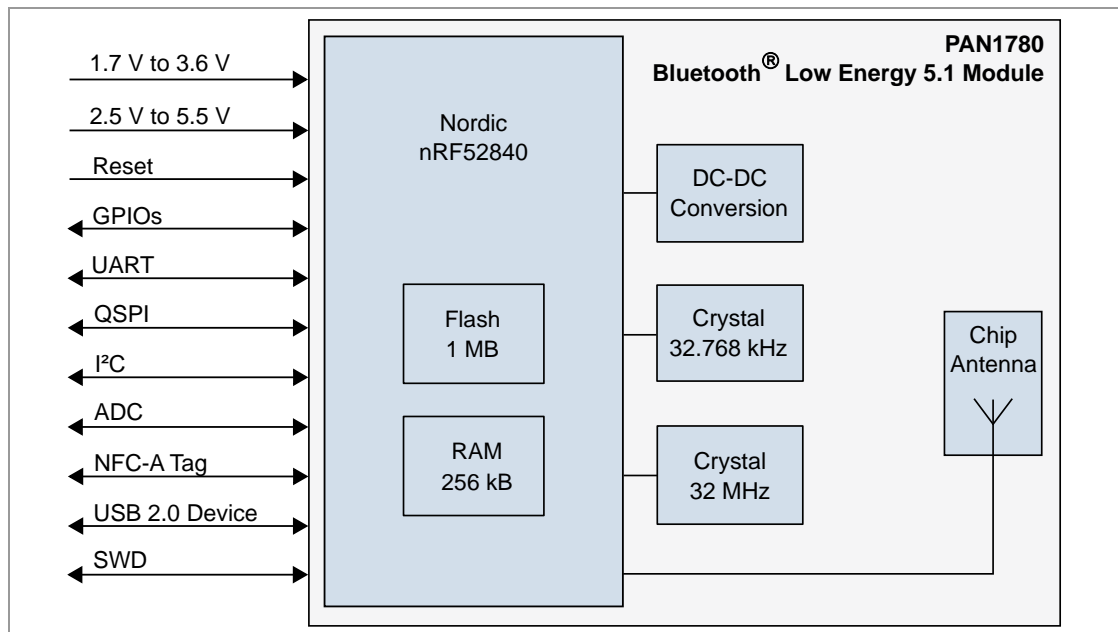 PAN1780
Bluetooth® Low Energy 5.1 Module
1.7 V to 3.6 V
2.5 V to 5.5 V
Reset
GPIOs
UART
QSPI
I²C
ADC
NFC-A Tag
USB 2.0 Device
SWD
Nordic
nRF52840
Flash
1 MB
RAM
256 kB
DC-DC
Conversion
Crystal
32.768 kHz
Crystal
32 MHz
Chip
Antenna